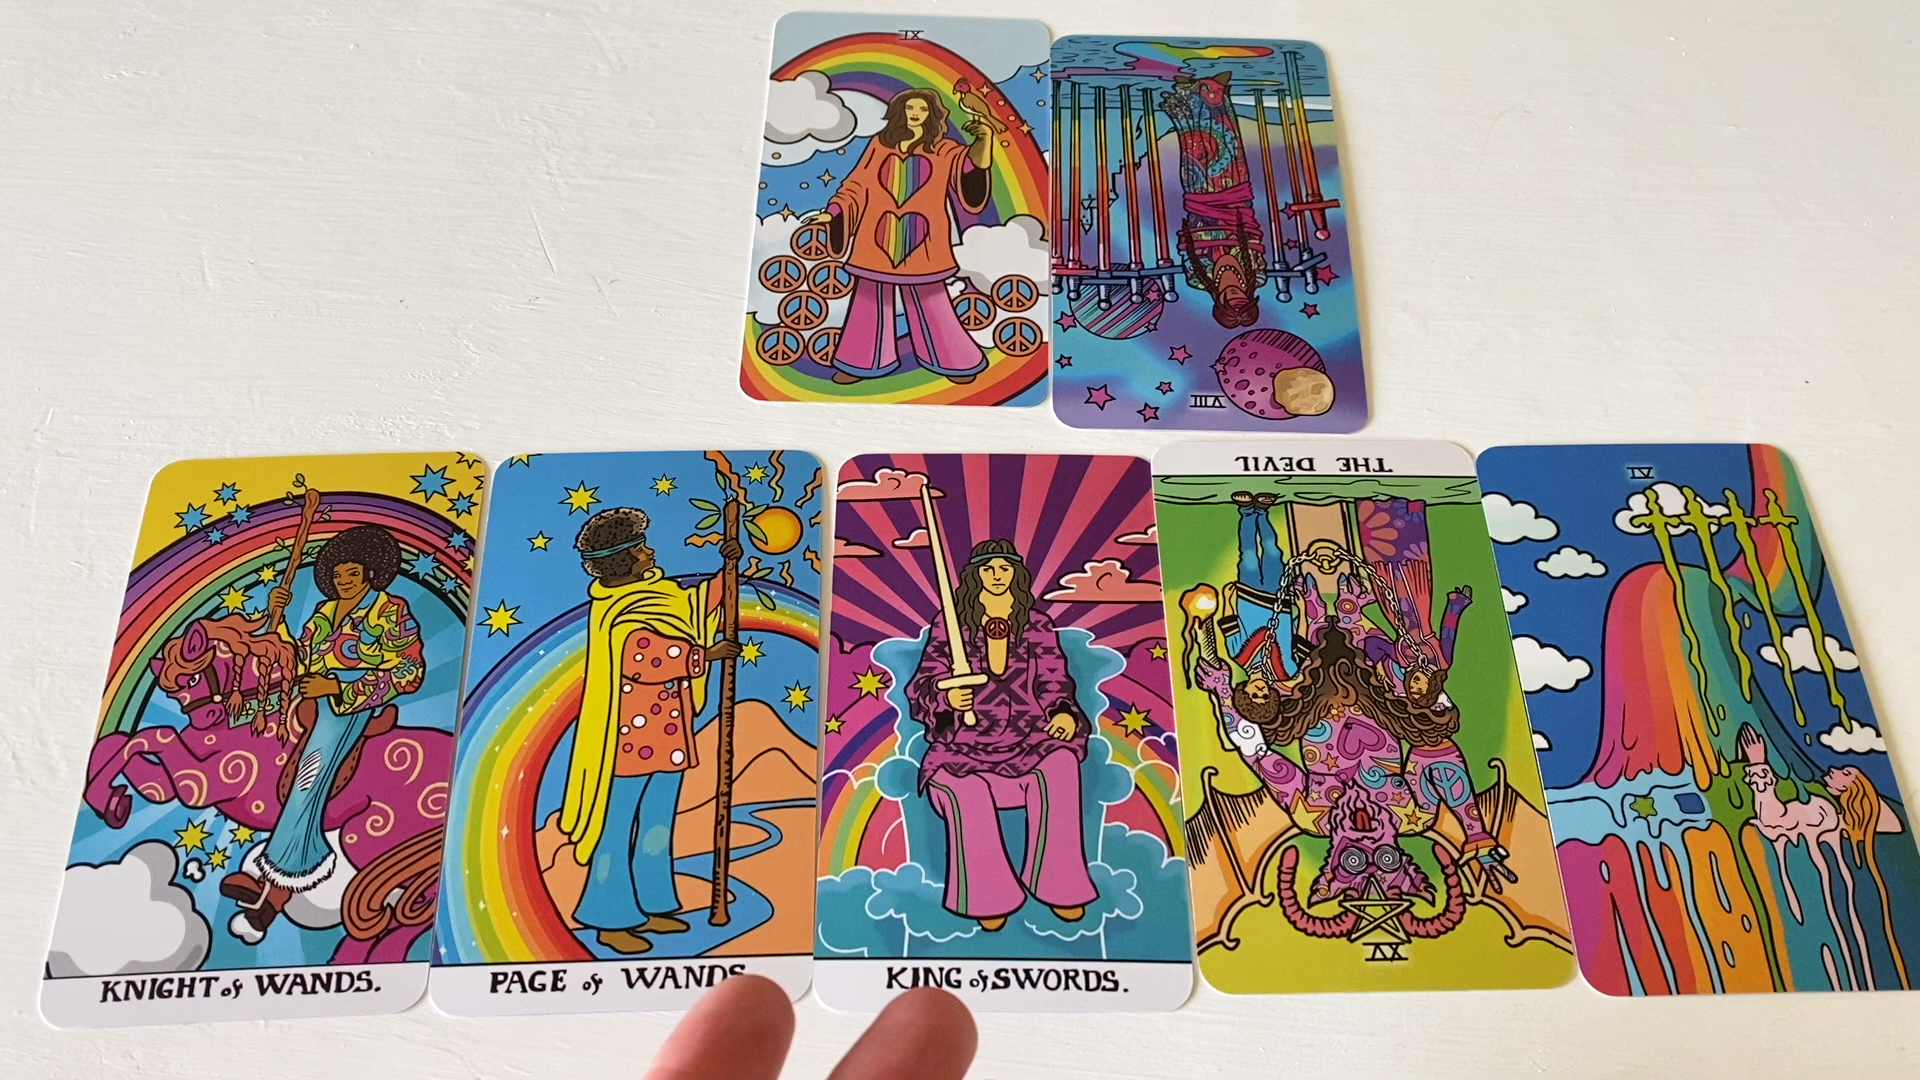 IX
VIII
THE DEVIL
IV
XV
KNIGHT of WANDS.
PAGE of WANDS
KING of SWORDS.